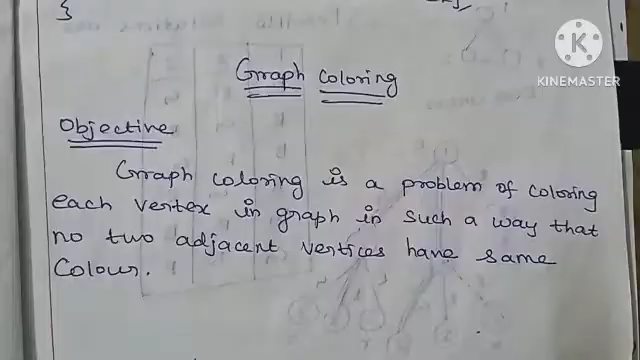 }
KINEMASTER
Graph Coloring
Objective
Graph coloring is a problem of coloring
each vertex in graph in such a way that
no two adjacent vertices have same
Colour.